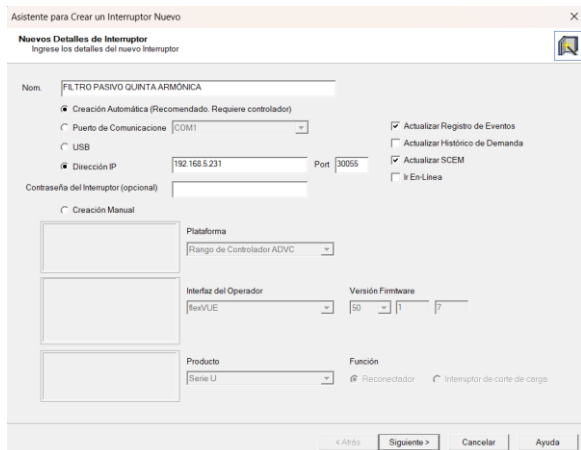 Asistente para Crear un Interruptor Nuevo
Nuevos Detalles de Interruptor
Ingrese los detalles del nuevo Interruptor
Nom. FILTRO PASIVO QUINTA ARMÓNICA
Creación Automática (Recomendado. Requiere controlador)
Puerto de Comunicacione COM1
Actualizar Registro de Eventos
USB
Actualizar Histórico de Demanda
Dirección IP 192.168.5.231 Port 30055
Actualizar SCEM
Ir En-Línea
Contraseña del Interruptor (opcional)
Creación Manual
Plataforma
Rango de Controlador ADVC
Interfaz del Operador Versión Firmtware
flexVUE 50 1 7
Producto Función
Serie U Reconectador Interruptor de corte de carga
< Atrás Siguiente > Cancelar Ayuda